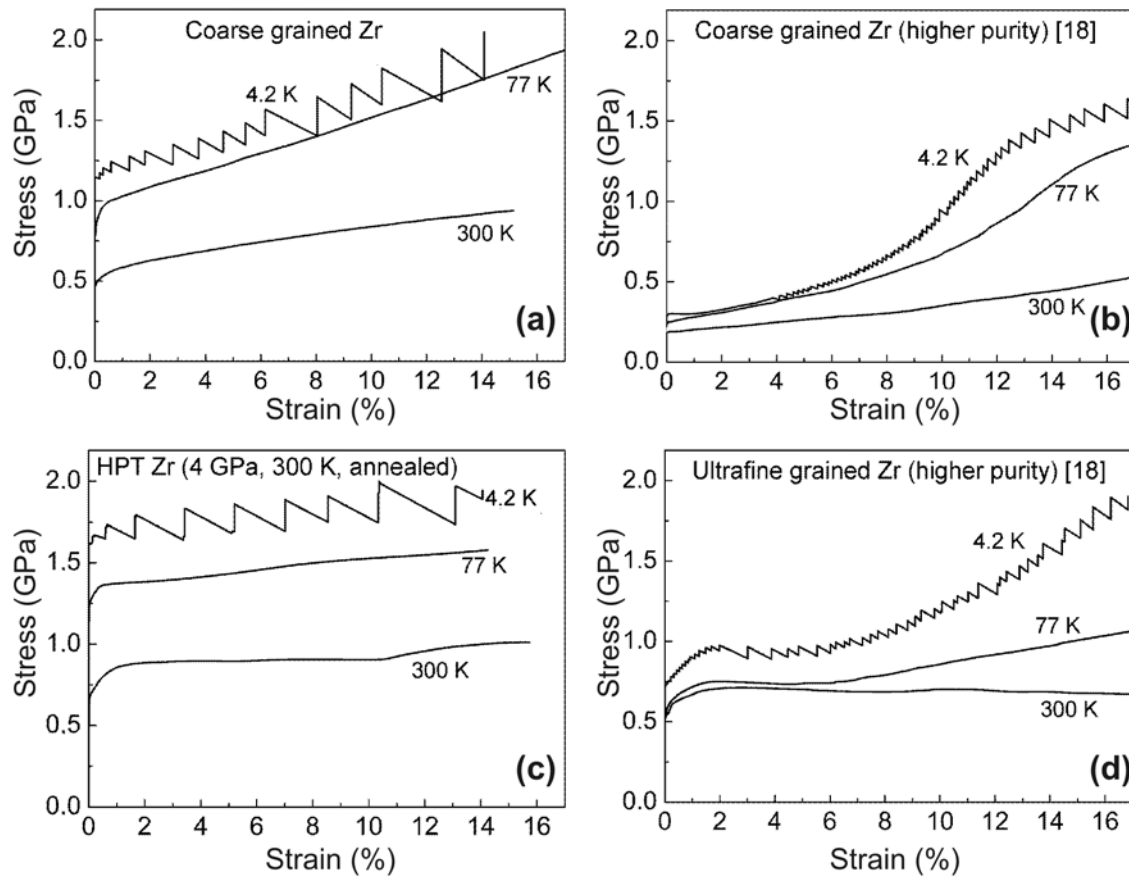 Coarse grained Zr
2.0
1.5
1.0
0.5
0.0
4.2 K
77 K
300 K
(a)
0 2 4 6 8 10 12 14 16
Strain (%)
Stress (GPa)
Coarse grained Zr (higher purity) [18]
2.0
1.5
1.0
0.5
0.0
4.2 K
77 K
300 K
(b)
0 2 4 6 8 10 12 14 16
Strain (%)
Stress (GPa)
HPT Zr (4 GPa, 300 K, annealed)
2.0
1.5
1.0
0.5
0.0
4.2 K
77 K
300 K
(c)
0 2 4 6 8 10 12 14 16
Strain (%)
Stress (GPa)
Ultrafine grained Zr (higher purity) [18]
2.0
1.5
1.0
0.5
0.0
4.2 K
77 K
300 K
(d)
0 2 4 6 8 10 12 14 16
Strain (%)
Stress (GPa)